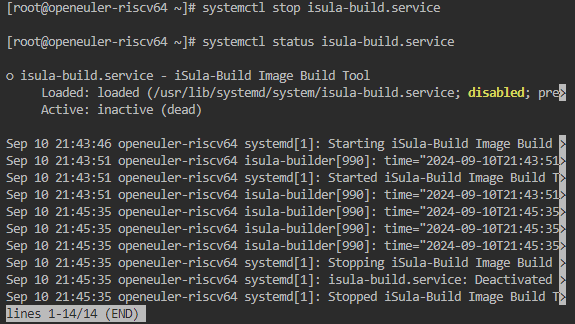 [root@openeuler-riscv64 ~]# systemctl stop isula-build.service
[root@openeuler-riscv64 ~]# systemctl status isula-build.service
o isula-build.service - iSula-Build Image Build Tool
Loaded: loaded (/usr/lib/systemd/system/isula-build.service; disabled; pre>
Active: inactive (dead)
Sep 10 21:43:46 openeuler-riscv64 systemd[1]: Starting iSula-Build Image Build >
Sep 10 21:43:51 openeuler-riscv64 isula-builder[990]: time="2024-09-10T21:43:51>
Sep 10 21:43:51 openeuler-riscv64 systemd[1]: Started iSula-Build Image Build T>
Sep 10 21:43:51 openeuler-riscv64 isula-builder[990]: time="2024-09-10T21:43:51>
Sep 10 21:45:35 openeuler-riscv64 isula-builder[990]: time="2024-09-10T21:45:35>
Sep 10 21:45:35 openeuler-riscv64 isula-builder[990]: time="2024-09-10T21:45:35>
Sep 10 21:45:35 openeuler-riscv64 isula-builder[990]: time="2024-09-10T21:45:35>
Sep 10 21:45:35 openeuler-riscv64 systemd[1]: Stopping iSula-Build Image Build >
Sep 10 21:45:35 openeuler-riscv64 systemd[1]: isula-build.service: Deactivated >
Sep 10 21:45:35 openeuler-riscv64 systemd[1]: Stopped iSula-Build Image Build T>
lines 1-14/14 (END)